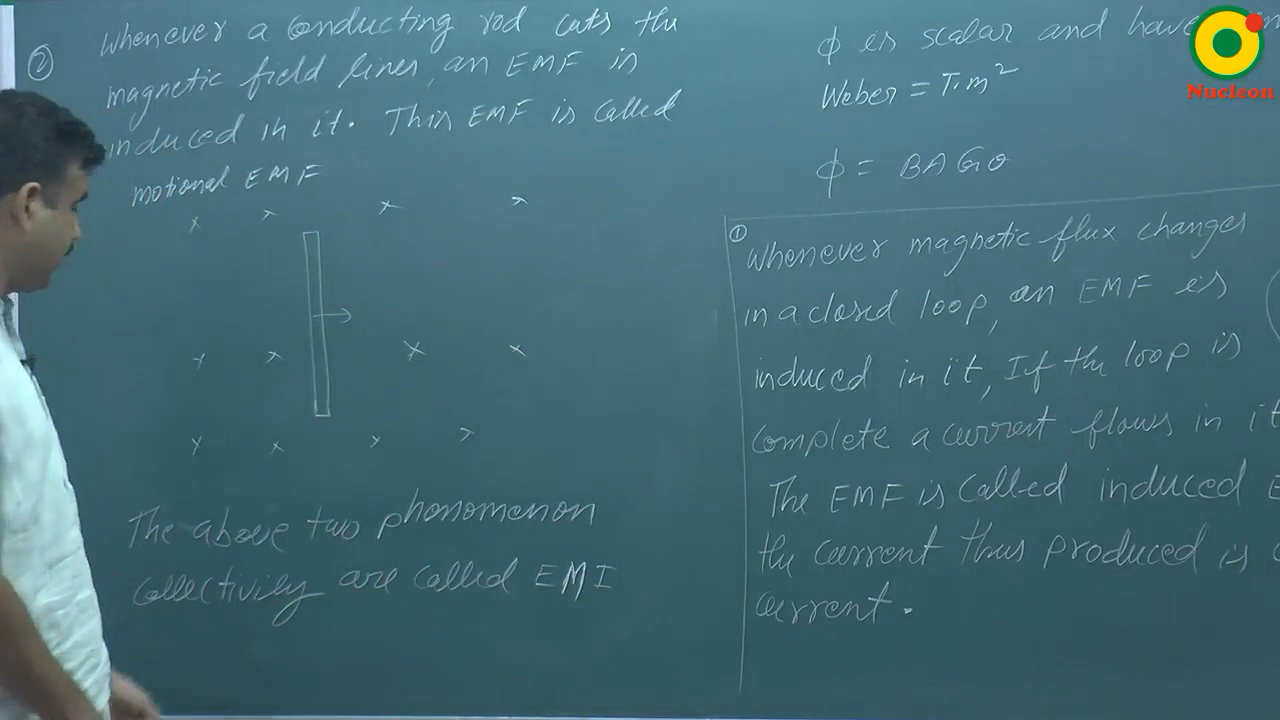 ② Whenever a conducting rod cuts the
magnetic field lines, an EMF is
induced in it. This EMF is called
motional EMF
The above two phonomenon
collectivity are called EMI
ϕ is scalar and have
Weber = T.m²
ϕ = BA Cosθ
① Whenever magnetic flux changes
in a closed loop, an EMF is
induced in it, If the loop is
complete a current flows in it
The EMF is called induced E
the current thus produced is
current.
Nucleon